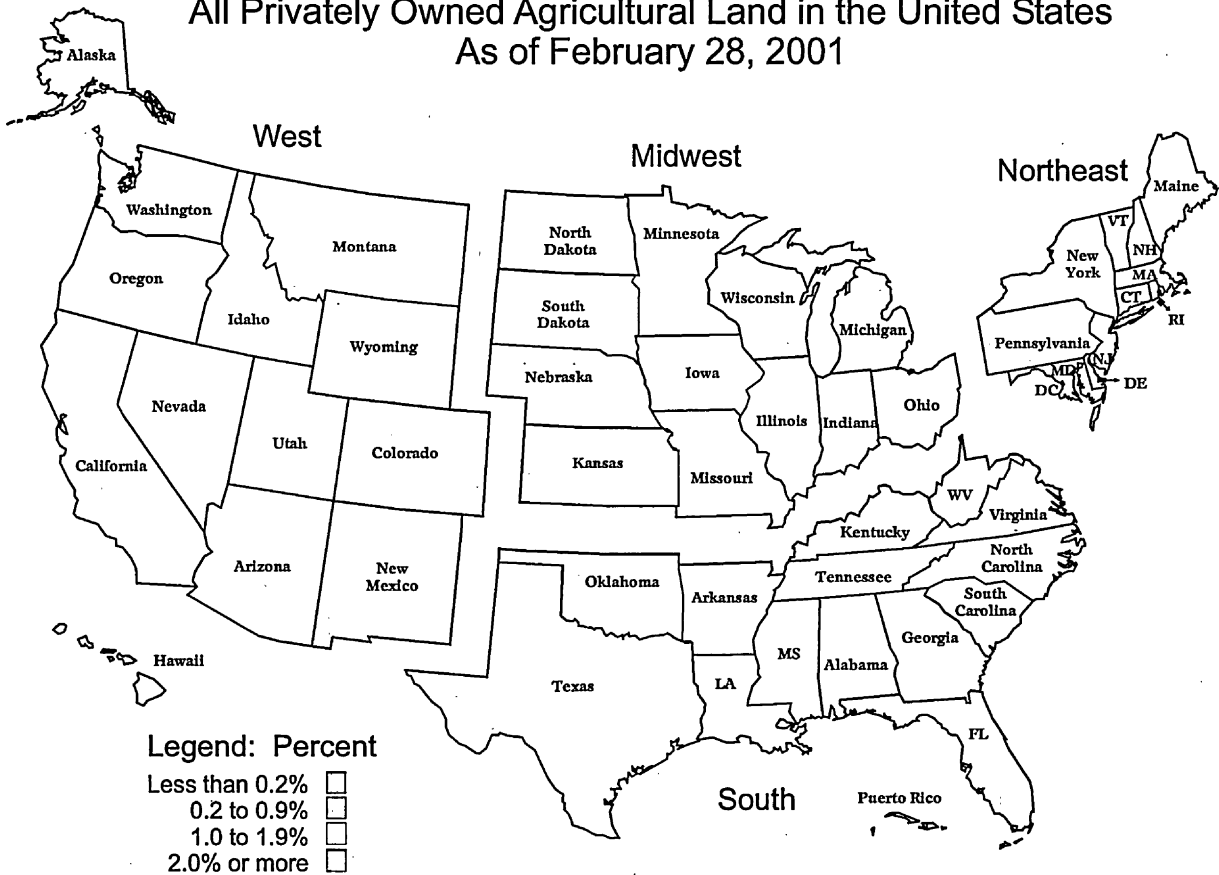 All Privately Owned Agricultural Land in the United States
As of February 28, 2001
Alaska
West
Midwest
Northeast
Washington
Oregon
Idaho
Montana
Wyoming
Nevada
Utah
Colorado
California
Arizona
New
Mexico
Hawaii
North
Dakota
South
Dakota
Nebraska
Kansas
Minnesota
Iowa
Missouri
Wisconsin
Illinois
Michigan
Indiana
Ohio
Maine
VT
NH
New
York
MA
CT
RI
Pennsylvania
NJ
MD
DE
DC
WV
Virginia
Kentucky
North
Carolina
Tennessee
South
Carolina
Oklahoma
Arkansas
Texas
LA
MS
Alabama
Georgia
FL
South
Puerto Rico
Legend: Percent
Less than 0.2%
0.2 to 0.9%
1.0 to 1.9%
2.0% or more